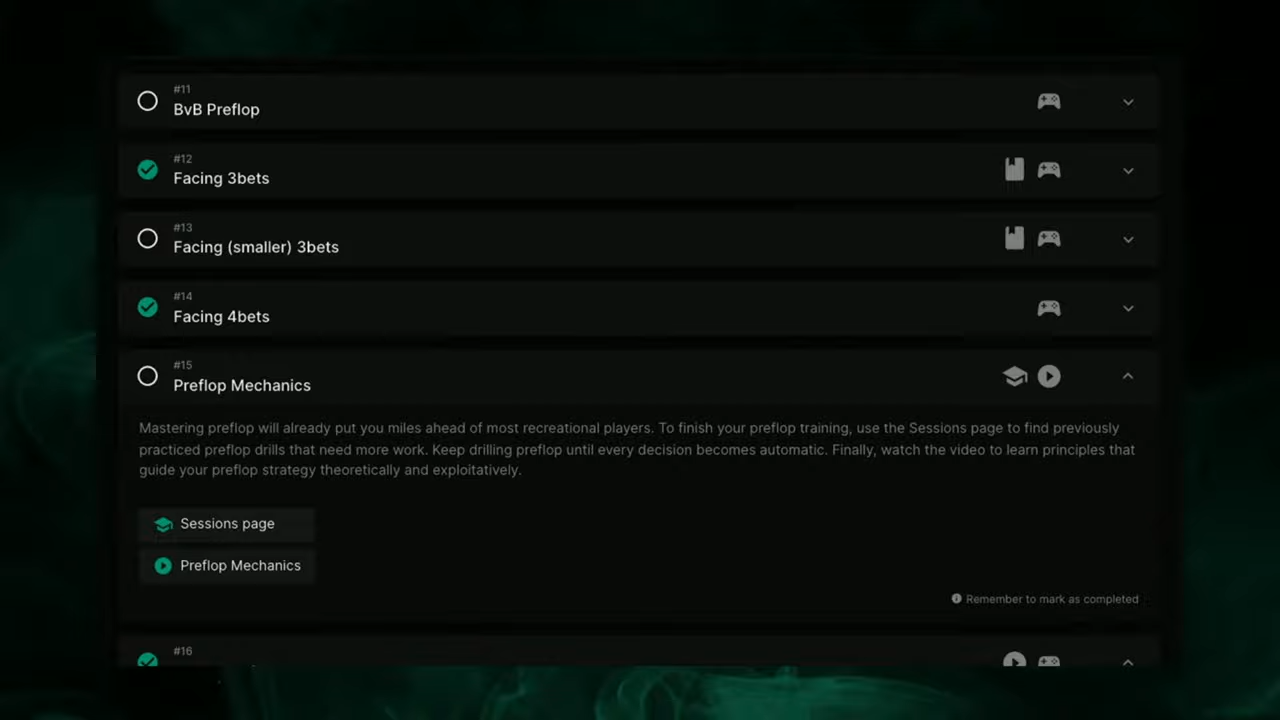 #11
BvB Preflop
#12
Facing 3bets
#13
Facing (smaller) 3bets
#14
Facing 4bets
#15
Preflop Mechanics
Mastering preflop will already put you miles ahead of most recreational players. To finish your preflop training, use the Sessions page to find previously
practiced preflop drills that need more work. Keep drilling preflop until every decision becomes automatic. Finally, watch the video to learn principles that
guide your preflop strategy theoretically and exploitatively.
Sessions page
Preflop Mechanics
Remember to mark as completed
#16